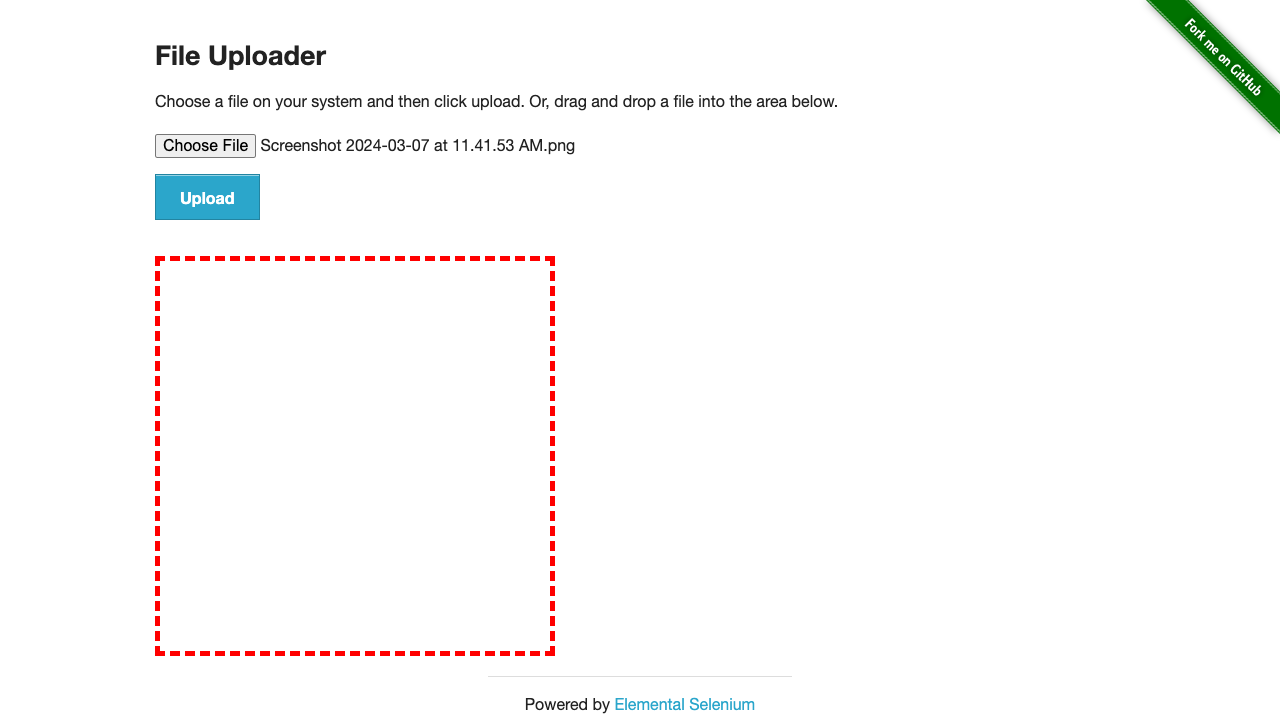 Fork me on GitHub
File Uploader
Choose a file on your system and then click upload. Or, drag and drop a file into the area below.
Choose File Screenshot 2024-03-07 at 11.41.53 AM.png
Upload
Powered by Elemental Selenium